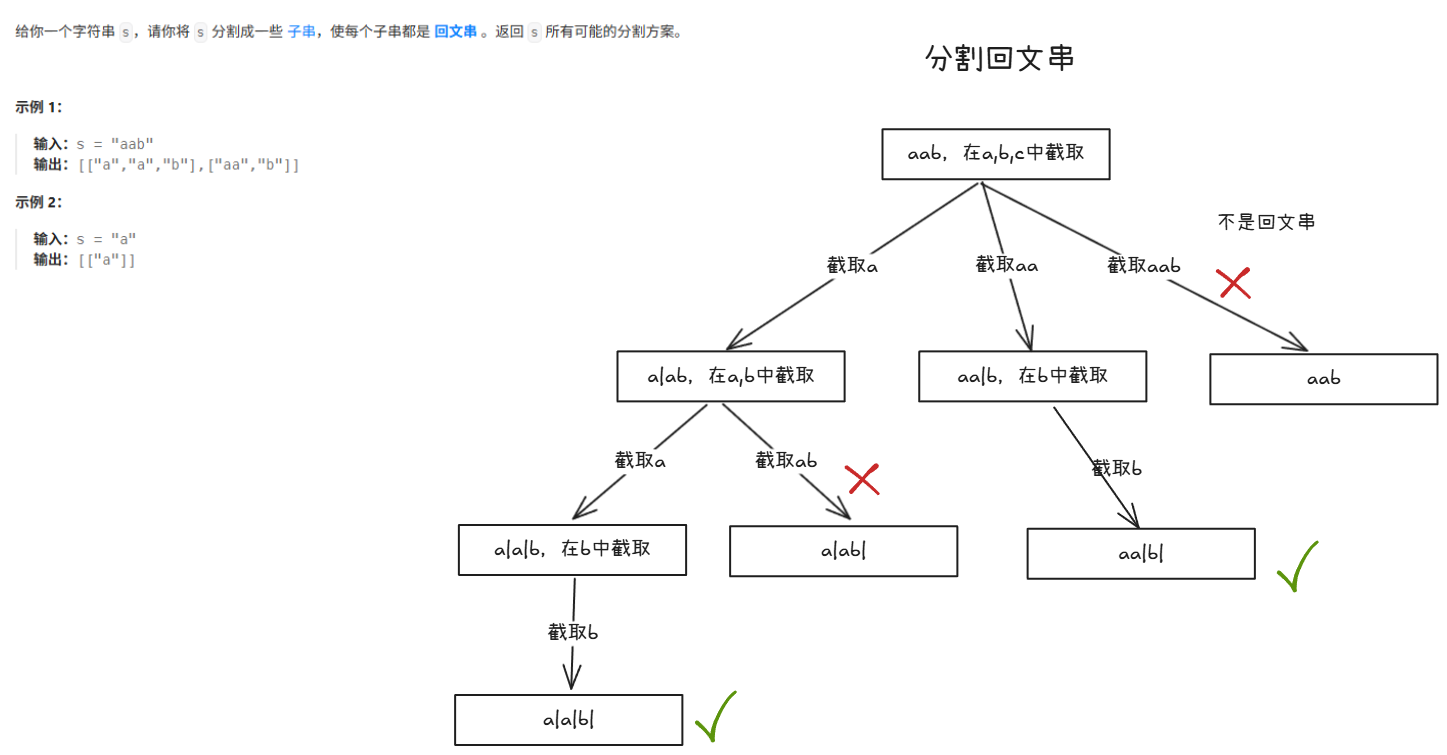 给你一个字符串 s，请你将 s 分割成一些 子串，使每个子串都是 回文串 。返回 s 所有可能的分割方案。
分割回文串
示例 1：
输入：s = "aab"
输出：[["a","a","b"],["aa","b"]]
示例 2：
输入：s = "a"
输出：[["a"]]
aab，在a,b,c中截取
不是回文串
截取a
截取aa
截取aab
a|ab，在a,b中截取
aa|b，在b中截取
aab
截取a
截取ab
截取b
a|a|b，在b中截取
a|ab|
aa|b|
截取b
a|a|b|